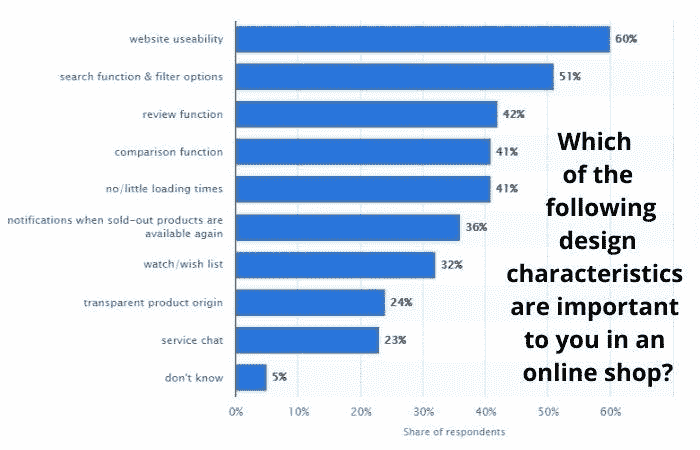 website useability 60%
search function & filter options 51%
review function 42%
comparison function 41%
no/little loading times 41%
notifications when sold-out products are
available again 36%
watch/wish list 32%
transparent product origin 24%
service chat 23%
don't know 5%
0% 10% 20% 30% 40% 50% 60%
Share of respondents
Which
of the
following
design
characteristics
are important
to you in an
online shop?